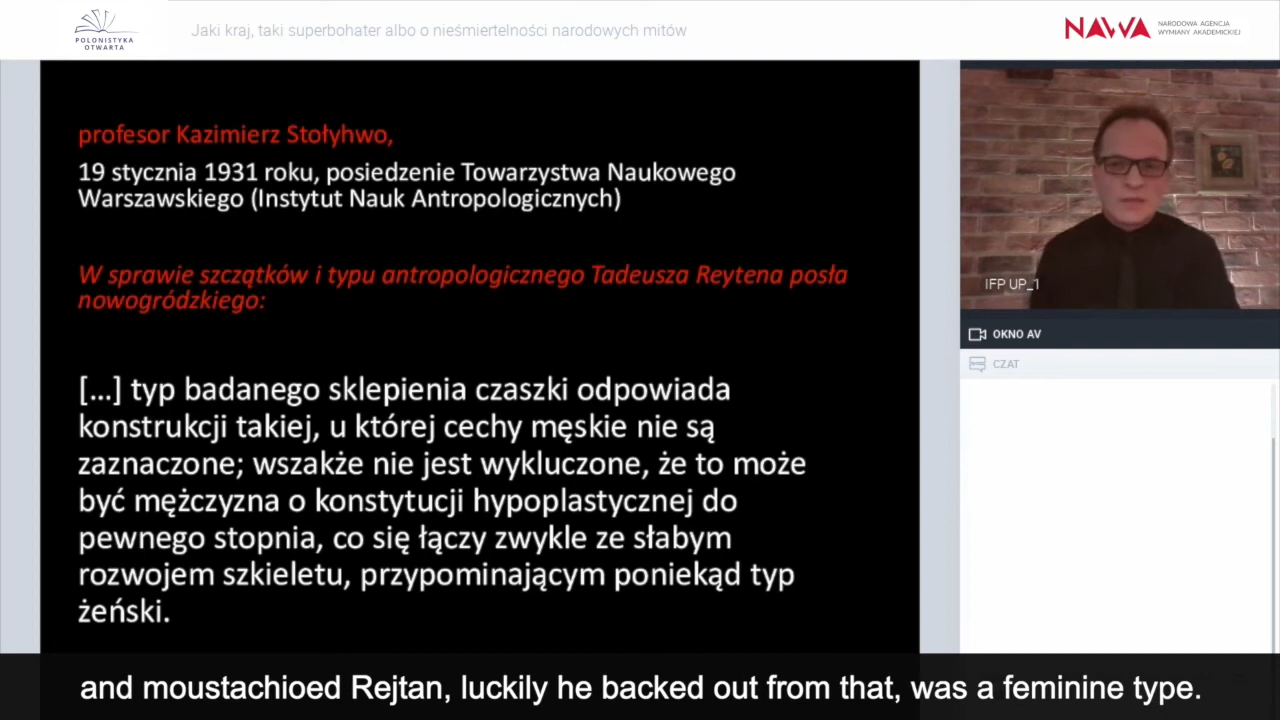 POLONISTYKA
OTWARTA
Jaki kraj, taki superbohater albo o nieśmiertelności narodowych mitów
NAWA
NARODOWA AGENCJA
WYMIANY AKADEMICKIEJ
profesor Kazimierz Stołyhwo,
19 stycznia 1931 roku, posiedzenie Towarzystwa Naukowego
Warszawskiego (Instytut Nauk Antropologicznych)
W sprawie szczątków i typu antropologicznego Tadeusza Reytena posła
nowogródzkiego:
[...] typ badanego sklepienia czaszki odpowiada
konstrukcji takiej, u której cechy męskie nie są
zaznaczone; wszakże nie jest wykluczone, że to może
być mężczyzna o konstytucji hypoplastycznej do
pewnego stopnia, co się łączy zwykle ze słabym
rozwojem szkieletu, przypominającym poniekąd typ
żeński.
IFP UP_1
OKNO AV
CZAT
and moustachioed Rejtan, luckily he backed out from that, was a feminine type.